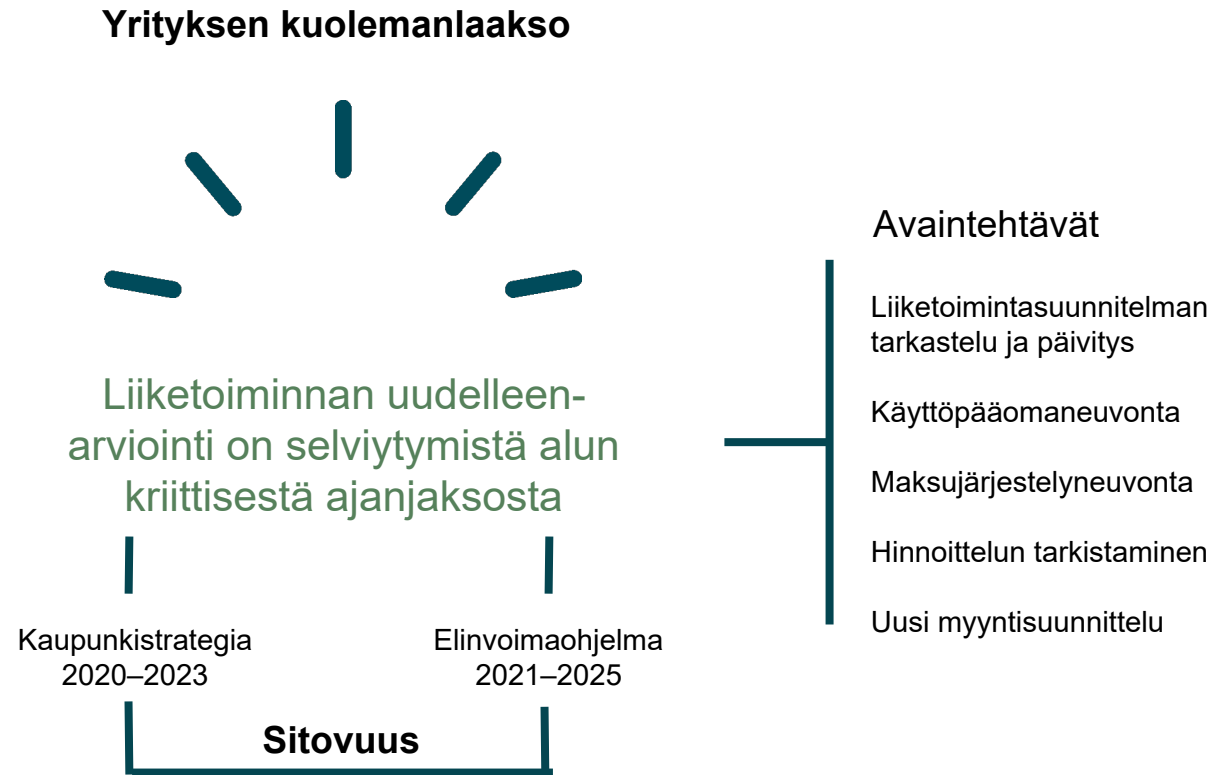 Yrityksen kuolemanlaakso
Liiketoiminnan uudelleen-
arviointi on selviytymistä alun
kriittisestä ajanjaksosta
Kaupunkistrategia
2020–2023
Elinvoimaohjelma
2021–2025
Sitovuus
Avaintehtävät
Liiketoimintasuunnitelman
tarkastelu ja päivitys
Käyttöpääomaneuvonta
Maksujärjestelyneuvonta
Hinnoittelun tarkistaminen
Uusi myyntisuunnittelu